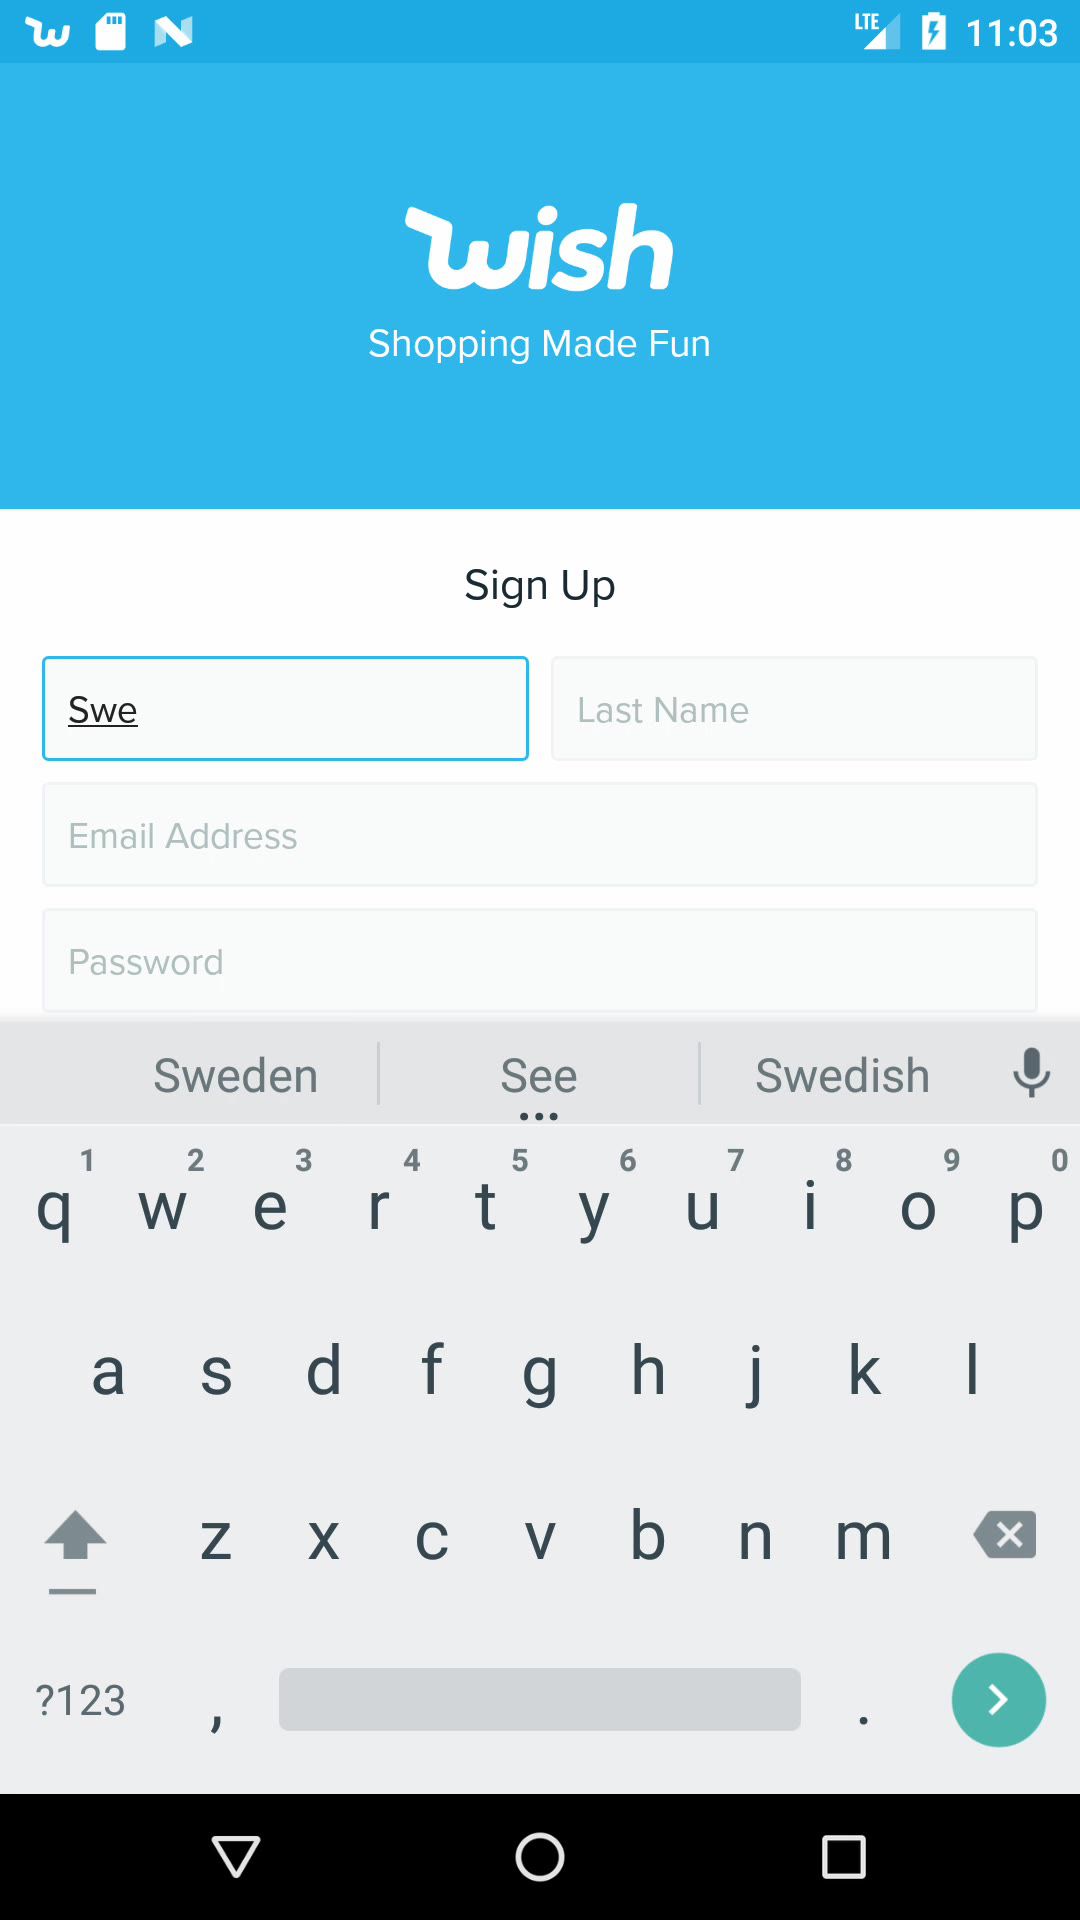 LTE 11:03
wish
Shopping Made Fun
Sign Up
Swe Last Name
Email Address
Password
Sweden See Swedish
1 2 3 4 5 6 7 8 9 0
q w e r t y u i o p
a s d f g h j k l
z x c v b n m
?123 , .